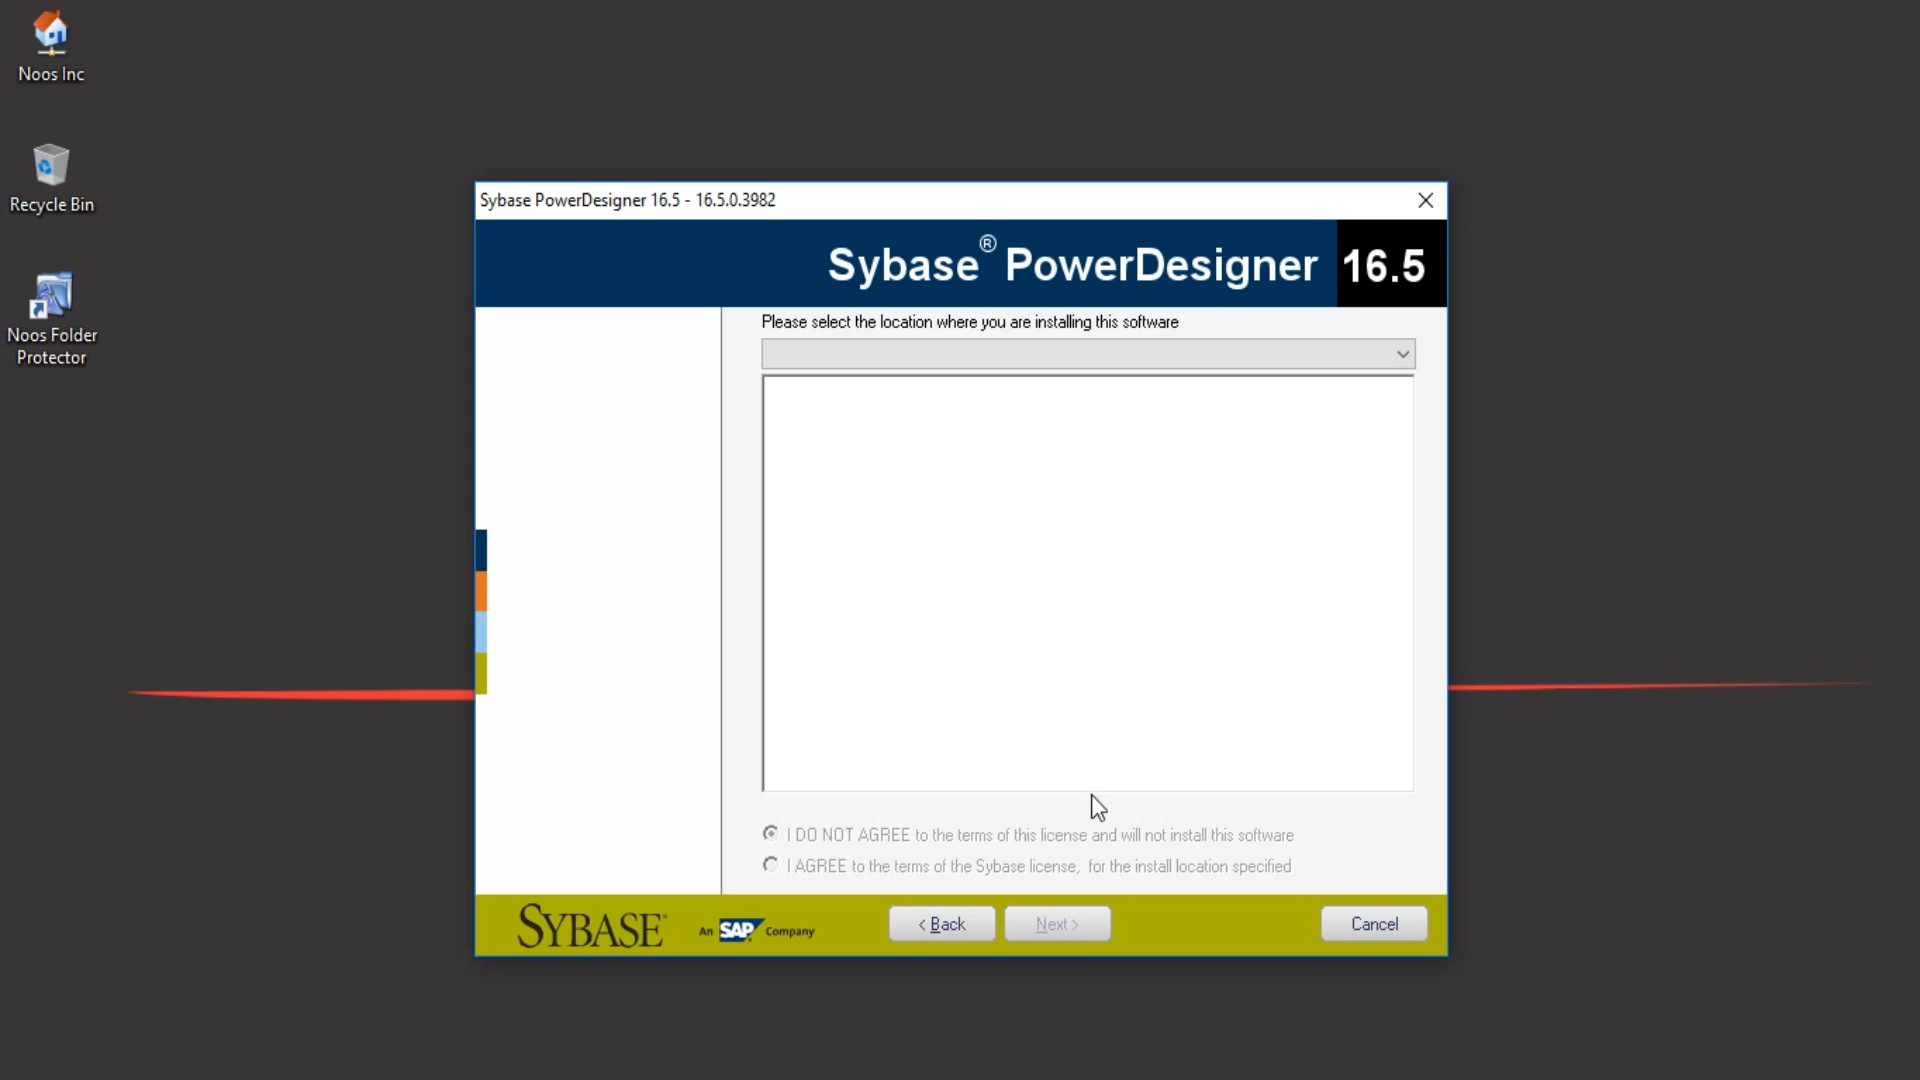 Noos Inc
Recycle Bin
Noos Folder
Protector
Sybase PowerDesigner 16.5 - 16.5.0.3982
Sybase® PowerDesigner 16.5
Please select the location where you are installing this software
I DO NOT AGREE to the terms of this license and will not install this software
I AGREE to the terms of the Sybase license, for the install location specified
SYBASE An SAP Company
< Back
Next >
Cancel